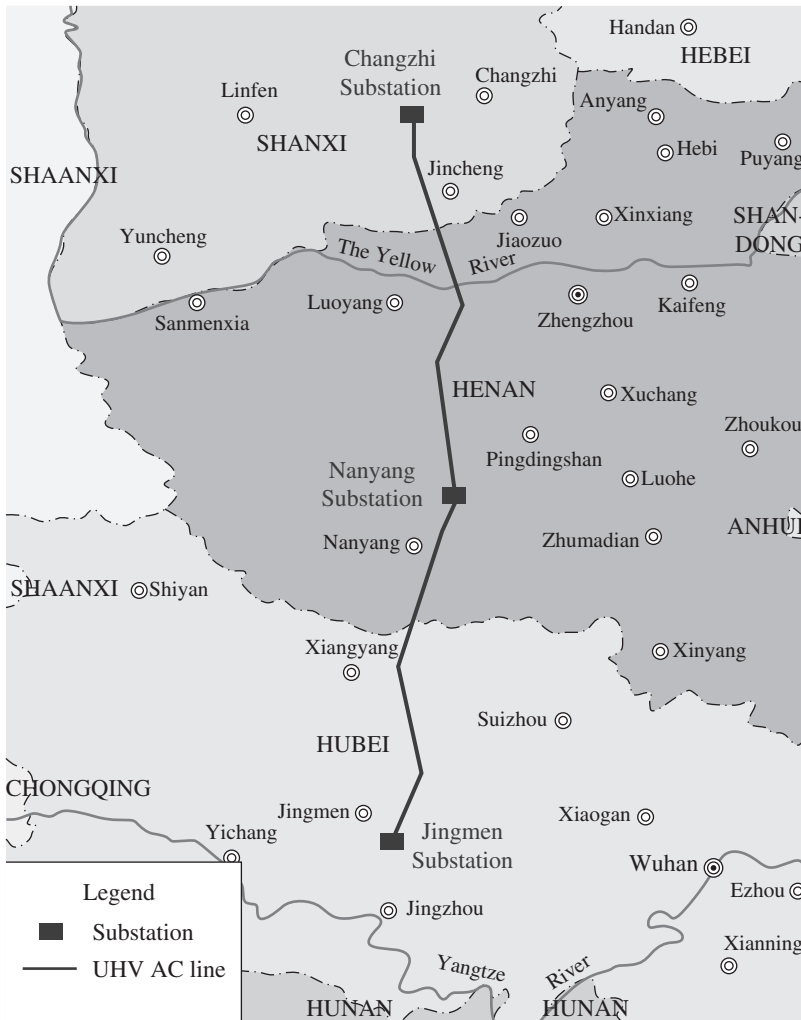 Handan
HEBEI
Changzhi
Substation
Changzhi
Linfen
Anyang
SHANXI
Hebi
Puyang
SHAANXI
Jincheng
Xinxiang
SHAN-
DONG
Jiaozuo
Yuncheng
The Yellow River
Sanmenxia
Luoyang
Zhengzhou
Kaifeng
HENAN
Xuchang
Zhoukou
Pingdingshan
Nanyang
Substation
Luohe
ANHUI
Nanyang
Zhumadian
SHAANXI
Shiyan
Xiangyang
Xinyang
Suizhou
HUBEI
CHONGQING
Jingmen
Xiaogan
Yichang
Jingmen
Substation
Wuhan
Ezhou
Legend
Substation
UHV AC line
Jingzhou
Xianning
Yangtze River
HUNAN
HUNAN